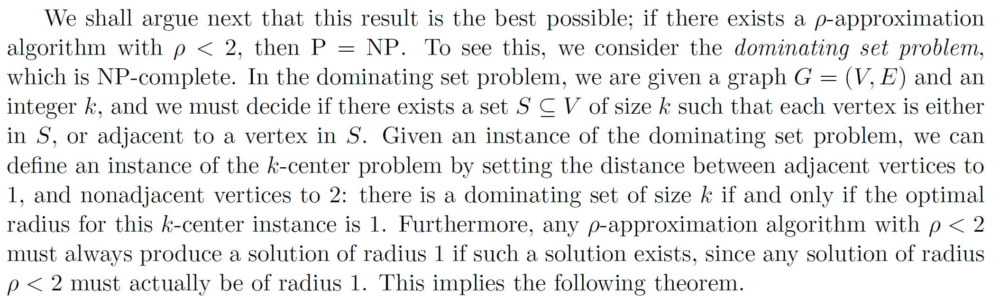 We shall argue next that this result is the best possible; if there exists a ρ-approximation
algorithm with ρ < 2, then P = NP. To see this, we consider the dominating set problem,
which is NP-complete. In the dominating set problem, we are given a graph G = (V, E) and an
integer k, and we must decide if there exists a set S ⊆ V of size k such that each vertex is either
in S, or adjacent to a vertex in S. Given an instance of the dominating set problem, we can
define an instance of the k-center problem by setting the distance between adjacent vertices to
1, and nonadjacent vertices to 2: there is a dominating set of size k if and only if the optimal
radius for this k-center instance is 1. Furthermore, any ρ-approximation algorithm with ρ < 2
must always produce a solution of radius 1 if such a solution exists, since any solution of radius
ρ < 2 must actually be of radius 1. This implies the following theorem.